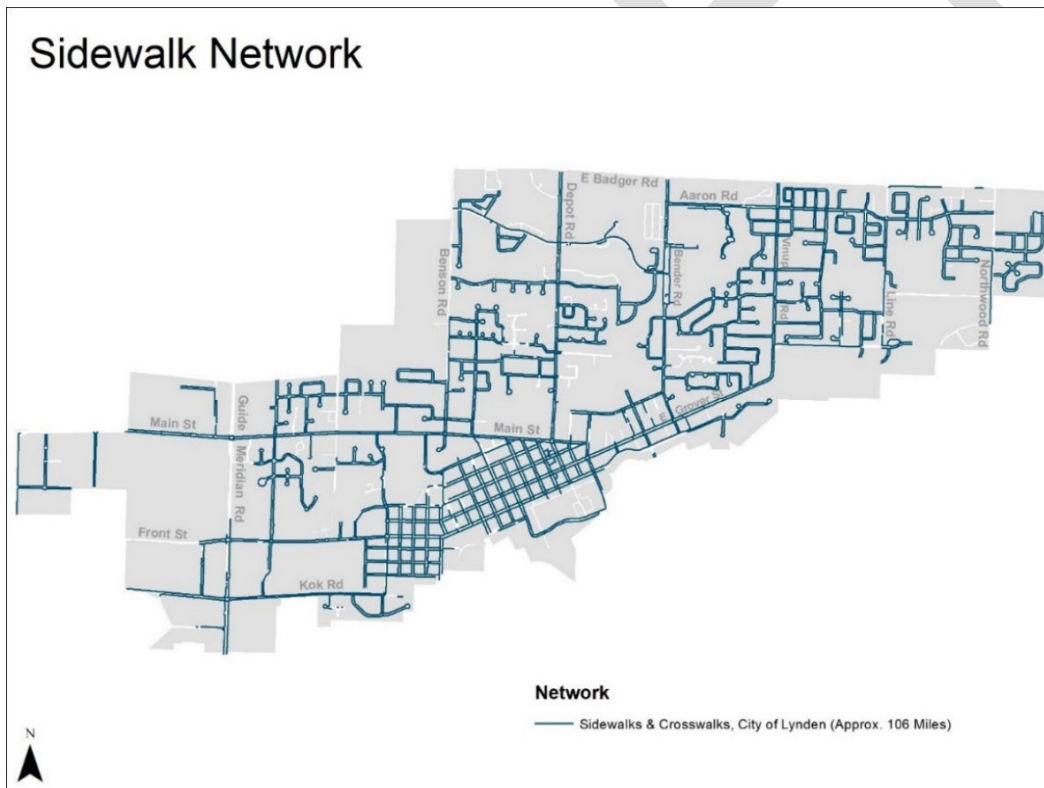 Sidewalk Network
E Badger Rd
Aaron Rd
Depot Rd
Benson Rd
Bender Rd
Vinup Rd
Line Rd
Northwood Rd
Main St
Guide Meridian Rd
Main St
E Grover St
Front St
Kok Rd
Network
Sidewalks & Crosswalks, City of Lynden (Approx. 106 Miles)
N